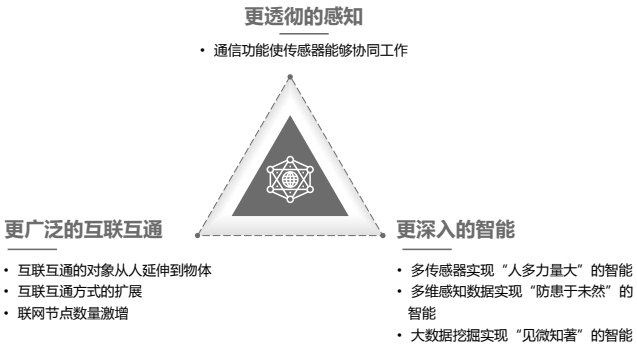 更透彻的感知
• 通信功能使传感器能够协同工作
更广泛的互联互通
• 互联互通的对象从人延伸到物体
• 互联互通方式的扩展
• 联网节点数量激增
更深入的智能
• 多传感器实现“人多力量大”的智能
• 多维感知数据实现“防患于未然”的
智能
• 大数据挖掘实现“见微知著”的智能